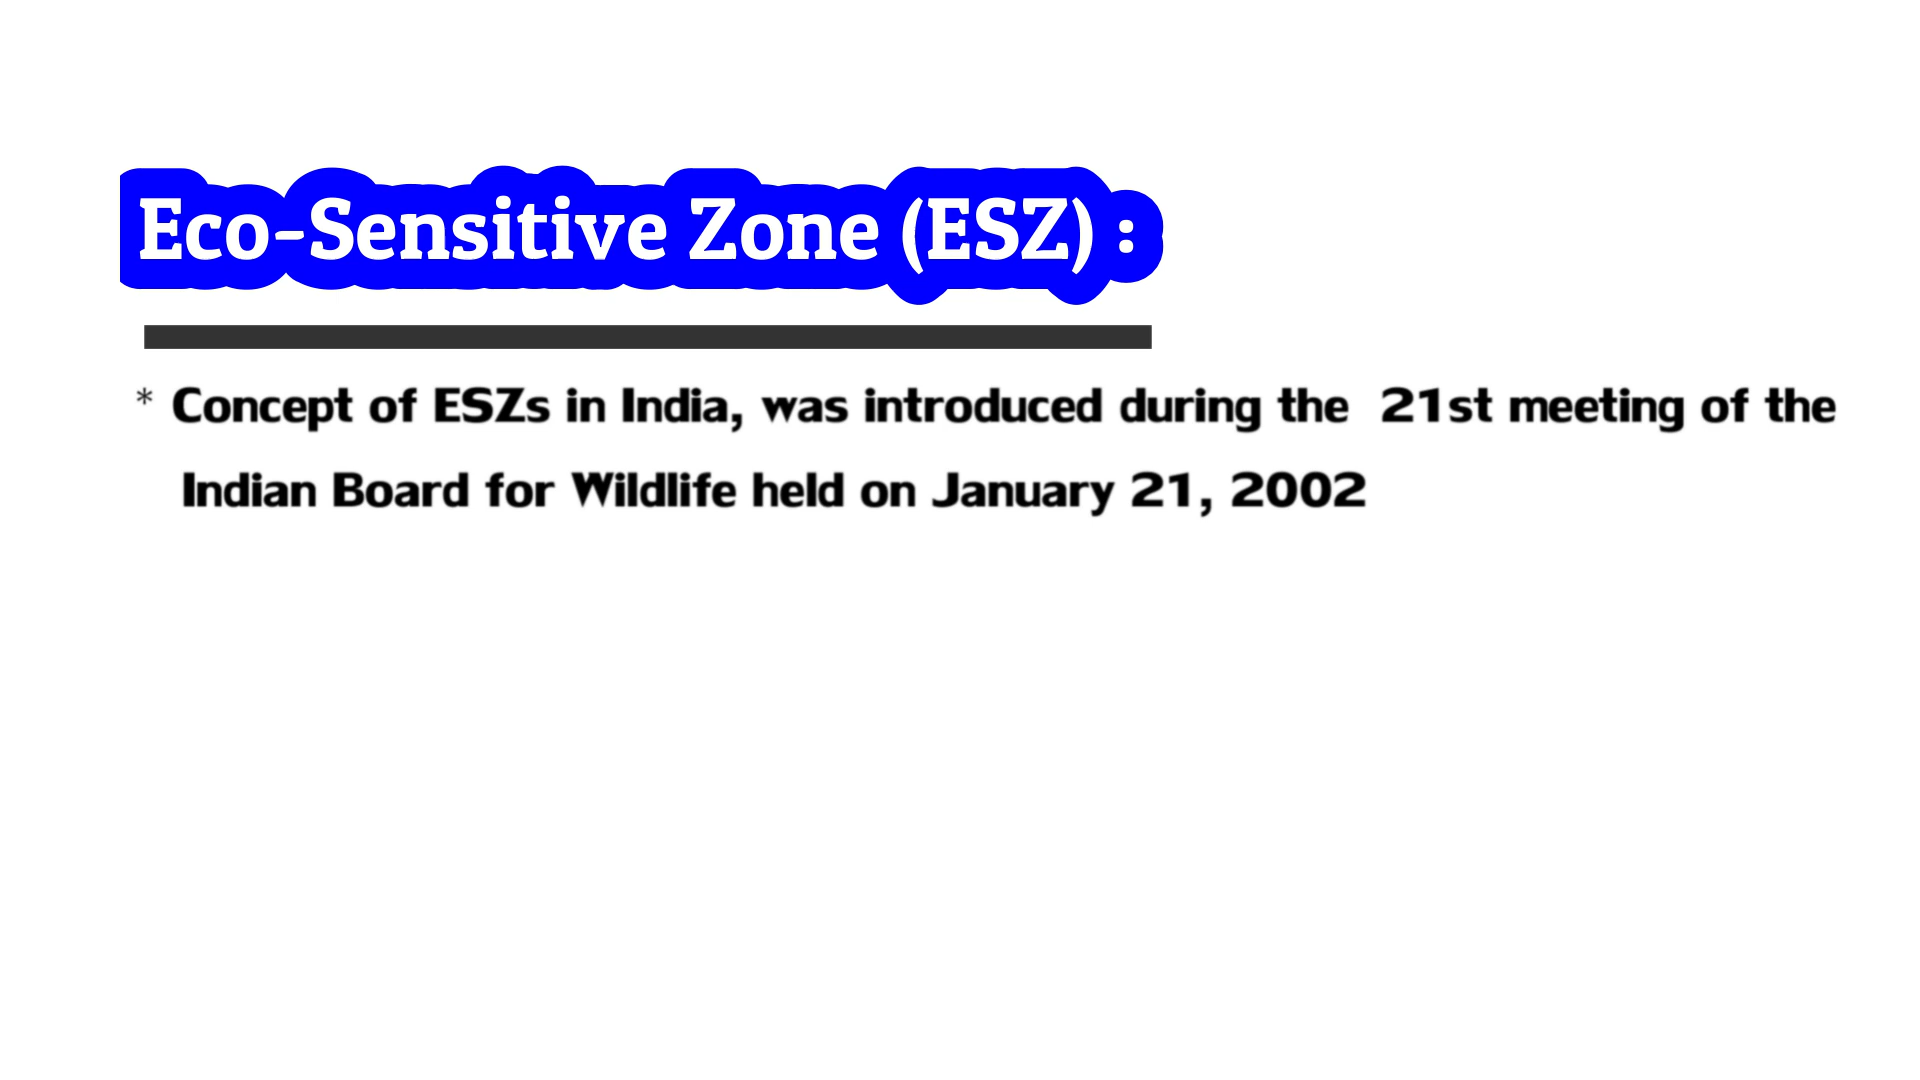 Eco-Sensitive Zone (ESZ) :
* Concept of ESZs in India, was introduced during the  21st meeting of the
Indian Board for Wildlife held on January 21, 2002